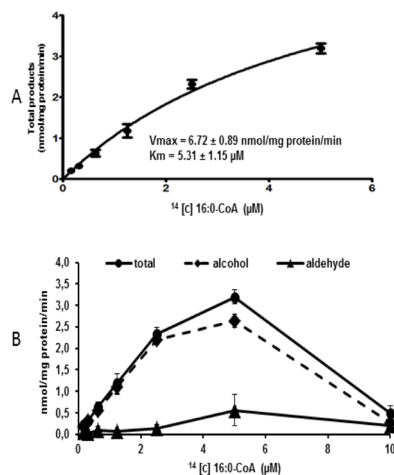 A
Total products
(nmol/mg protein/min)
4
3
2
1
0
Vmax = 6.72 ± 0.89 nmol/mg protein/min
Km = 5.31 ± 1.15 µM
0 2 4 6
14 [C] 16:0-CoA (µM)
B
total alcohol aldehyde
nmol/mg protein/min
4,0
3,5
3,0
2,5
2,0
1,5
1,0
0,5
0,0
0 2 4 6 8 10
14 [C] 16:0-CoA (µM)